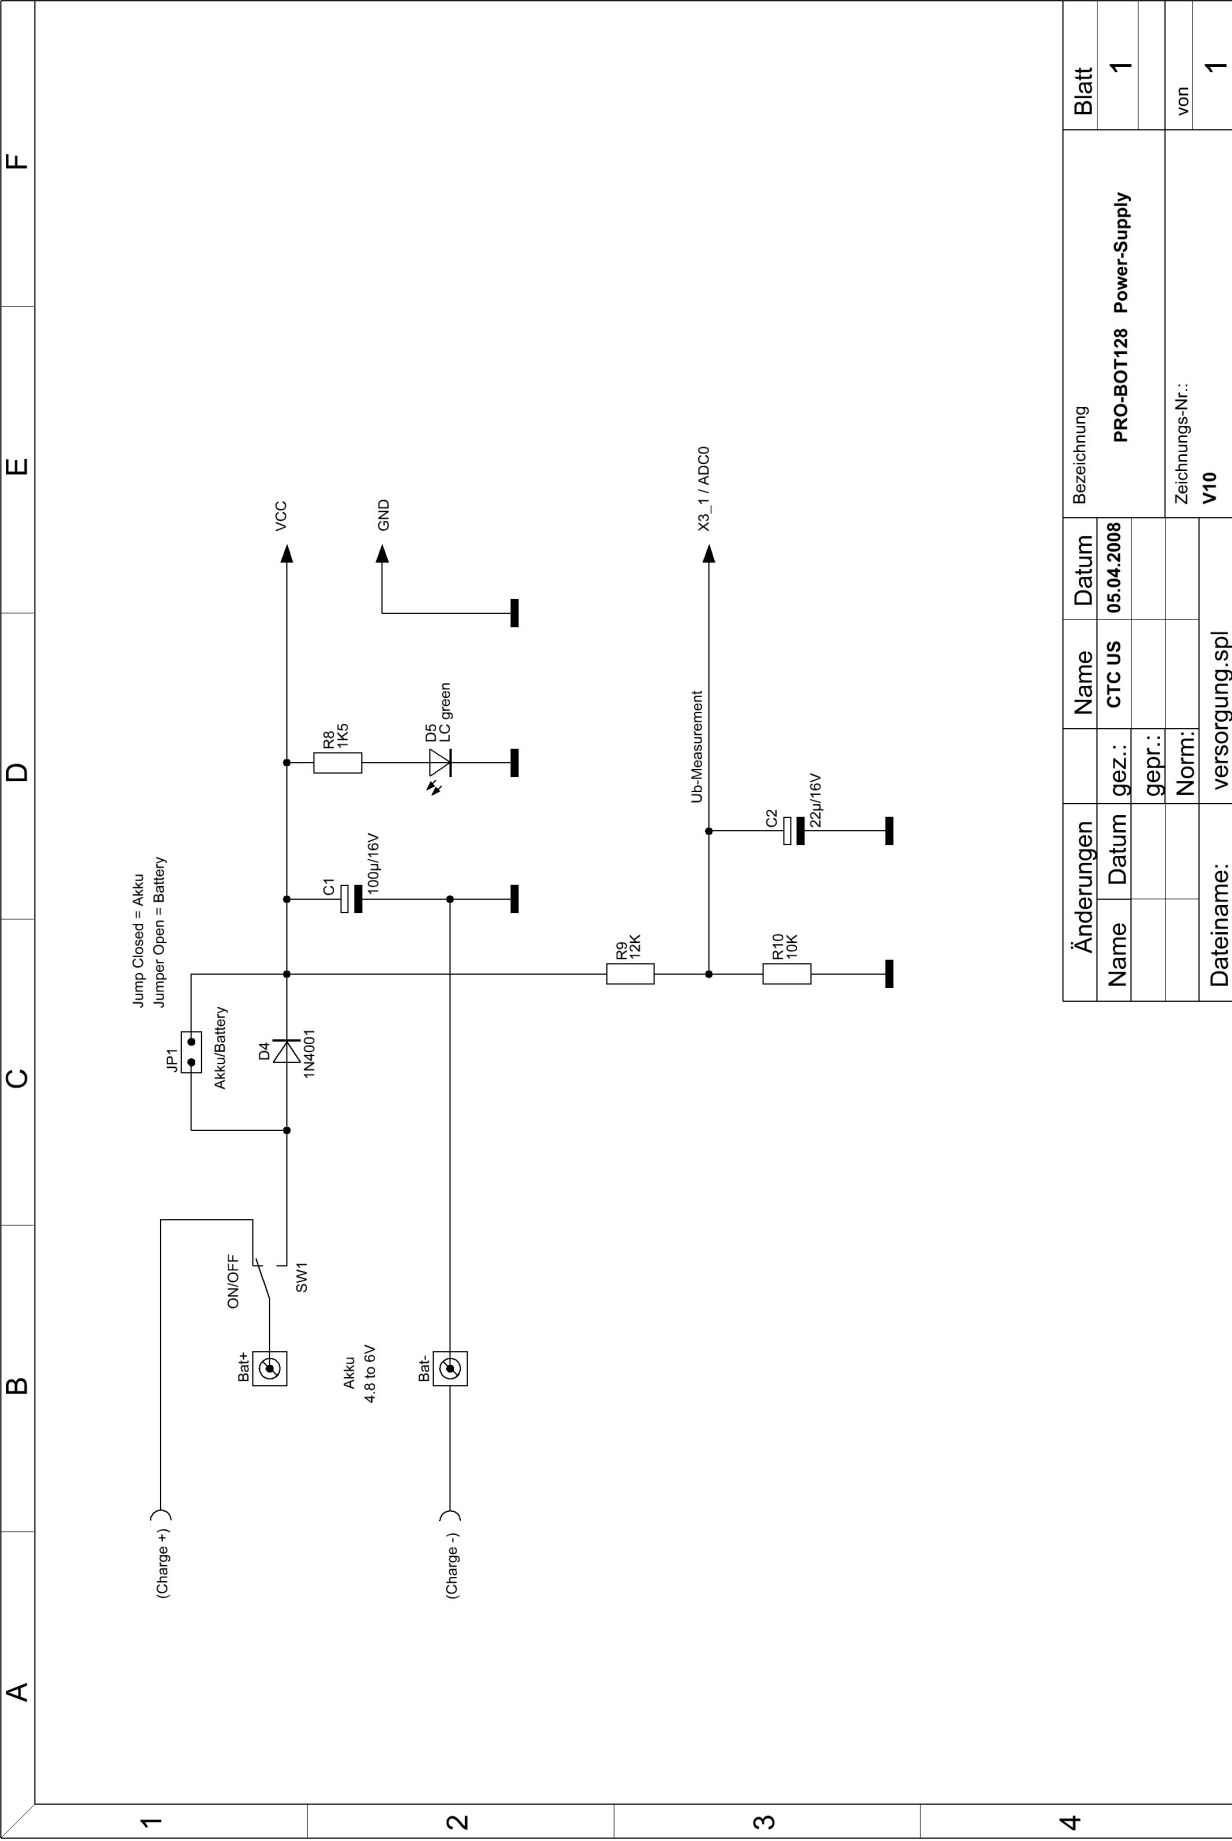 A
B
C
D
E
F
1
2
3
4
(Charge +)
(Charge -)
ON/OFF
SW1
Bat+
Akku
4.8 to 6V
Bat-
Jump Closed = Akku
Jumper Open = Battery
JP1
Akku/Battery
D4
1N4001
C1
100µ/16V
R8
1K5
D5
LC green
VCC
GND
R9
12K
R10
10K
Ub-Measurement
C2
22µ/16V
X3_1 / ADC0
Änderungen
Name Datum
Name Datum
gez.: CTC US 05.04.2008
gepr.:
Norm:
Dateiname: versorgung.spl
Bezeichnung
PRO-BOT128 Power-Supply
Zeichnungs-Nr.:
V10
Blatt
1
von
1